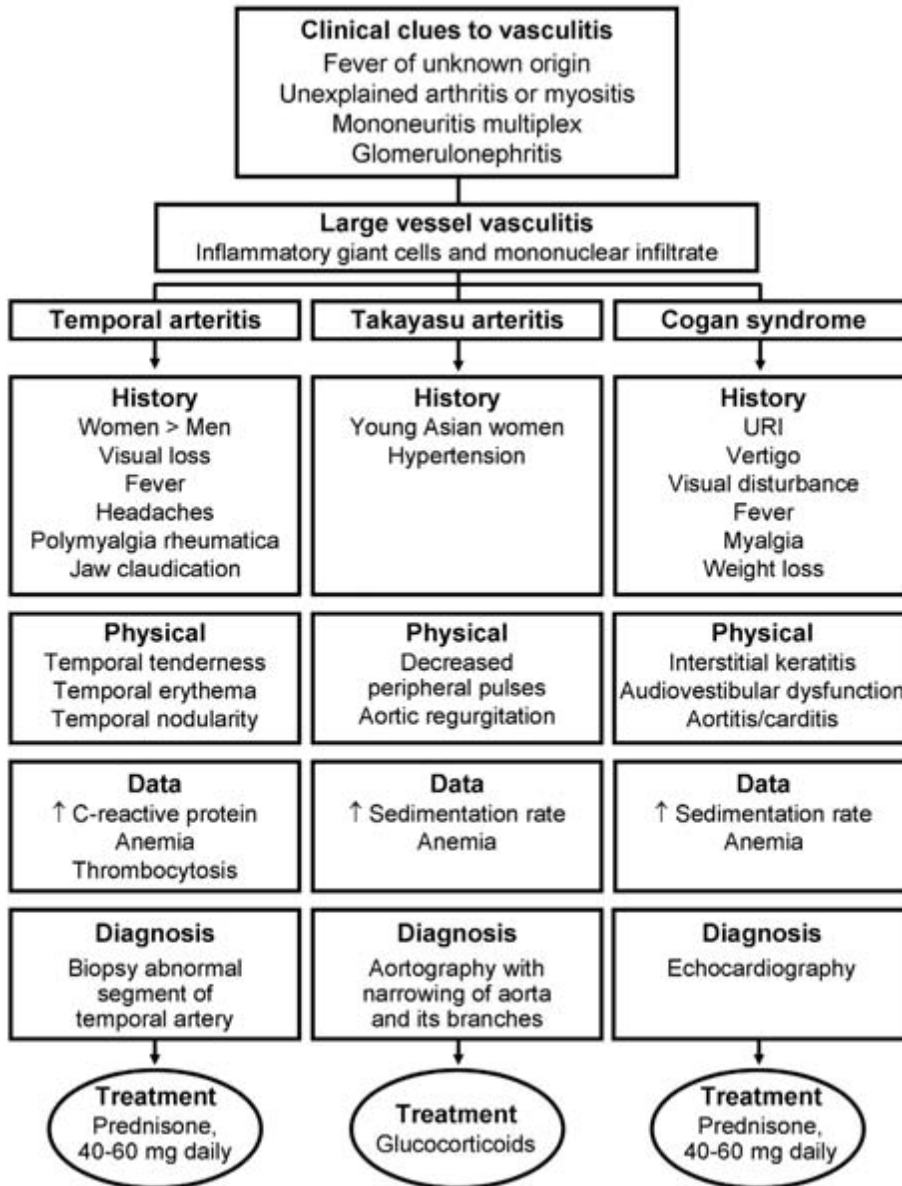 Clinical clues to vasculitis
Fever of unknown origin
Unexplained arthritis or myositis
Mononeuritis multiplex
Glomerulonephritis
Large vessel vasculitis
Inflammatory giant cells and mononuclear infiltrate
Temporal arteritis
Takayasu arteritis
Cogan syndrome
History
Women > Men
Visual loss
Fever
Headaches
Polymyalgia rheumatica
Jaw claudication
History
Young Asian women
Hypertension
History
URI
Vertigo
Visual disturbance
Fever
Myalgia
Weight loss
Physical
Temporal tenderness
Temporal erythema
Temporal nodularity
Physical
Decreased
peripheral pulses
Aortic regurgitation
Physical
Interstitial keratitis
Audiovestibular dysfunction
Aortitis/carditis
Data
↑ C-reactive protein
Anemia
Thrombocytosis
Data
↑ Sedimentation rate
Anemia
Data
↑ Sedimentation rate
Anemia
Diagnosis
Biopsy abnormal
segment of
temporal artery
Diagnosis
Aortography with
narrowing of aorta
and its branches
Diagnosis
Echocardiography
Treatment
Prednisone,
40-60 mg daily
Treatment
Glucocorticoids
Treatment
Prednisone,
40-60 mg daily